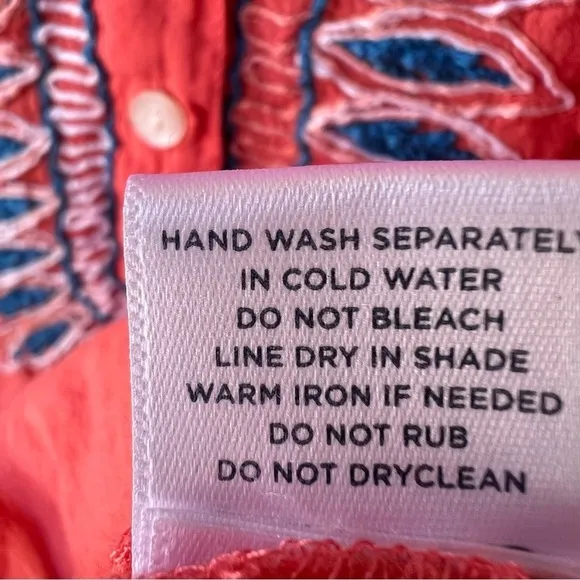 HAND WASH SEPARATELY
IN COLD WATER
DO NOT BLEACH
LINE DRY IN SHADE
WARM IRON IF NEEDED
DO NOT RUB
DO NOT DRYCLEAN